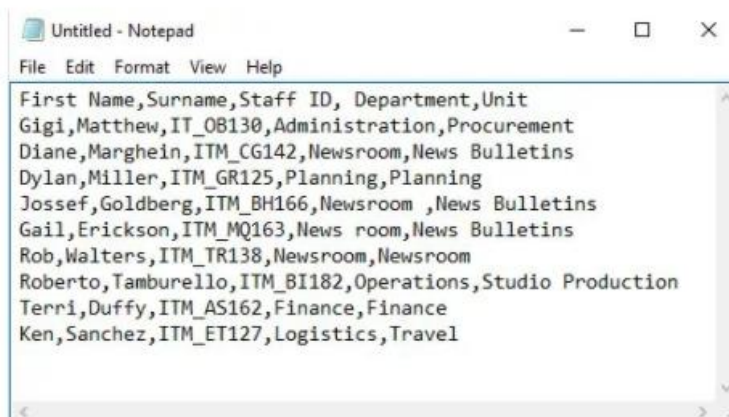 Untitled - Notepad
File Edit Format View Help
First Name,Surname,Staff ID, Department,Unit
Gigi,Matthew,IT_OB130,Administration,Procurement
Diane,Marghein,ITM_CG142,Newsroom,News Bulletins
Dylan,Miller,ITM_GR125,Planning,Planning
Jossef,Goldberg,ITM_BH166,Newsroom ,News Bulletins
Gail,Erickson,ITM_MQ163,News room,News Bulletins
Rob,Walters,ITM_TR138,Newsroom,Newsroom
Roberto,Tamburello,ITM_BI182,Operations,Studio Production
Terri,Duffy,ITM_AS162,Finance,Finance
Ken,Sanchez,ITM_ET127,Logistics,Travel